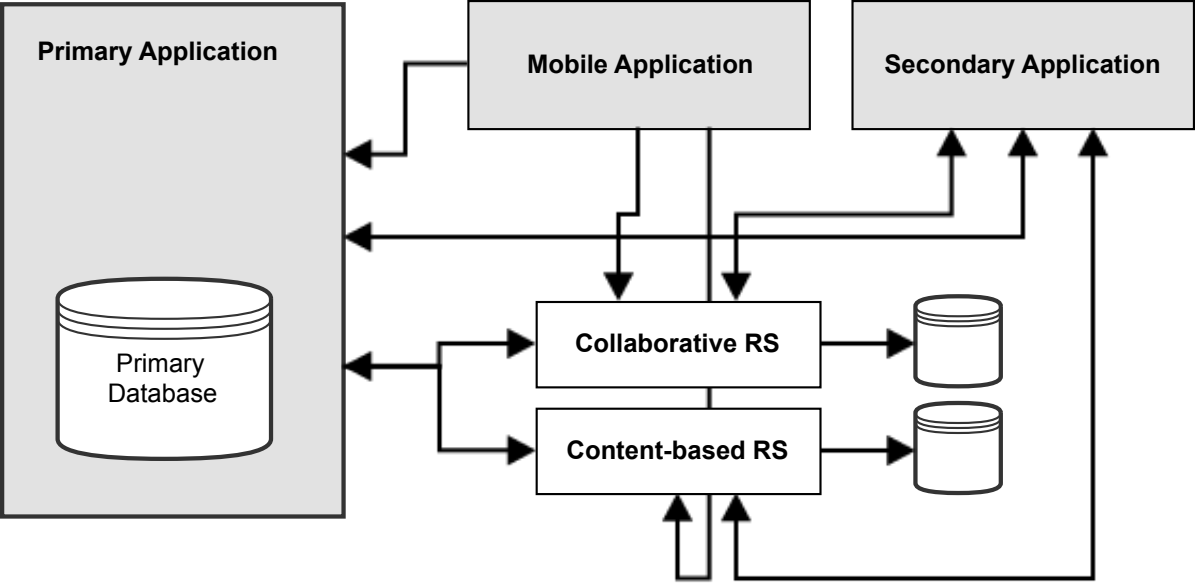 Primary Application
Mobile Application
Secondary Application
Primary
Database
Collaborative RS
Content-based RS